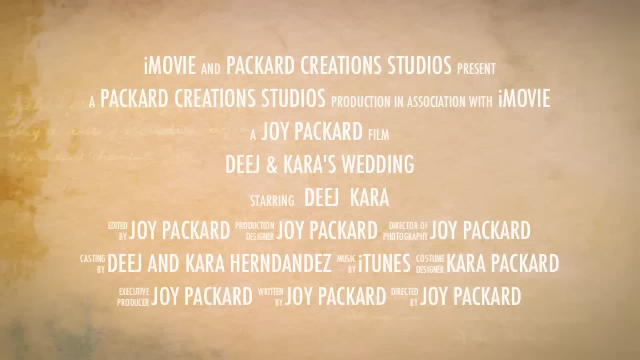 iMOVIE AND PACKARD CREATIONS STUDIOS PRESENT
A PACKARD CREATIONS STUDIOS PRODUCTION IN ASSOCIATION WITH iMOVIE
A JOY PACKARD FILM
DEEJ & KARA'S WEDDING
STARRING DEEJ KARA
EDITED BY JOY PACKARD PRODUCTION DESIGNER JOY PACKARD DIRECTOR OF PHOTOGRAPHY JOY PACKARD
CASTING BY DEEJ AND KARA HERNDANDEZ MUSIC BY iTUNES COSTUME DESIGNER KARA PACKARD
EXECUTIVE PRODUCER JOY PACKARD WRITTEN BY JOY PACKARD DIRECTED BY JOY PACKARD